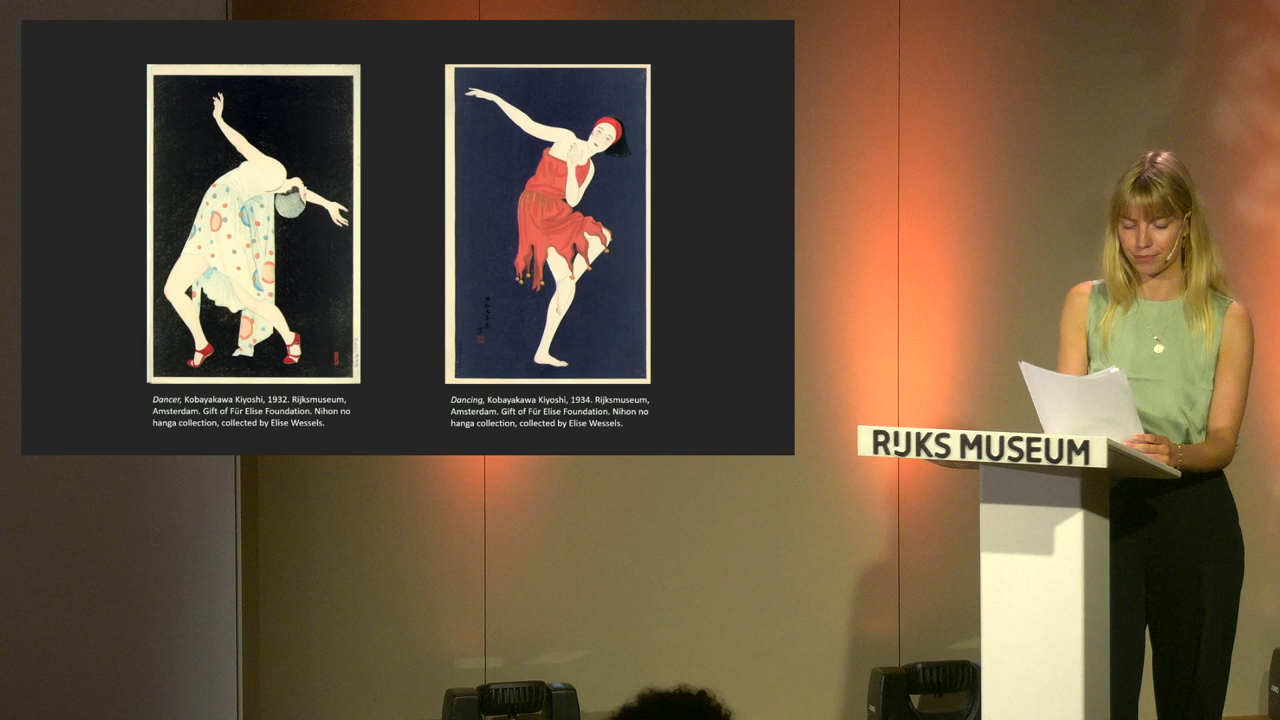 Dancer, Kobayakawa Kiyoshi, 1932. Rijksmuseum,
Amsterdam. Gift of Für Elise Foundation. Nihon no
hanga collection, collected by Elise Wessels.
Dancing, Kobayakawa Kiyoshi, 1934. Rijksmuseum,
Amsterdam. Gift of Für Elise Foundation. Nihon no
hanga collection, collected by Elise Wessels.
RIJKS MUSEUM